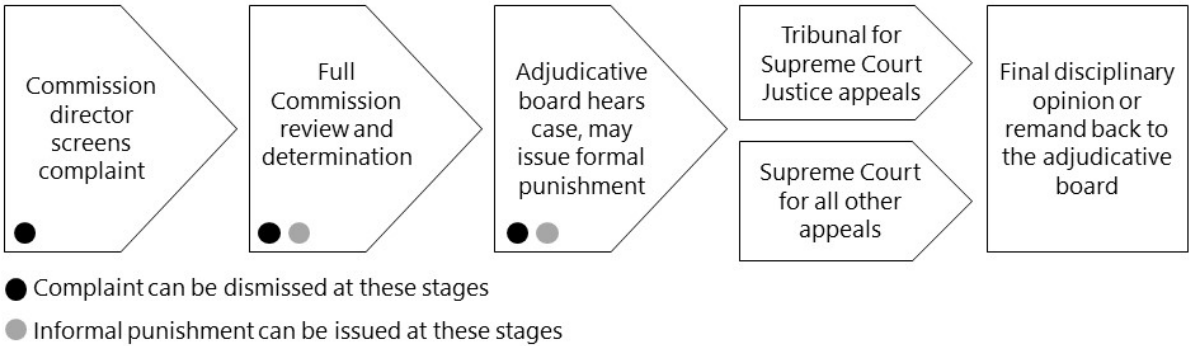 Commission
director
screens
complaint
Full
Commission
review and
determination
Adjudicative
board hears
case, may
issue formal
punishment
Tribunal for
Supreme Court
Justice appeals
Supreme Court
for all other
appeals
Final disciplinary
opinion or
remand back to
the adjudicative
board
Complaint can be dismissed at these stages
Informal punishment can be issued at these stages